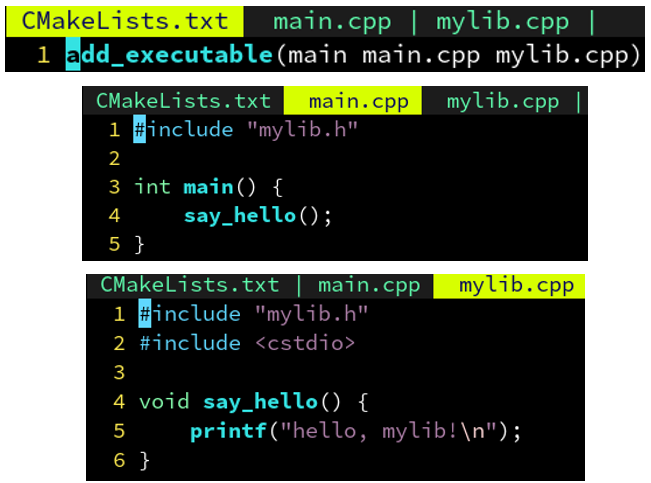 CMakeLists.txt main.cpp | mylib.cpp |
1 add_executable(main main.cpp mylib.cpp)
CMakeLists.txt main.cpp mylib.cpp |
1 #include "mylib.h"
2
3 int main() {
4     say_hello();
5 }
CMakeLists.txt | main.cpp mylib.cpp
1 #include "mylib.h"
2 #include <cstdio>
3
4 void say_hello() {
5     printf("hello, mylib!\n");
6 }